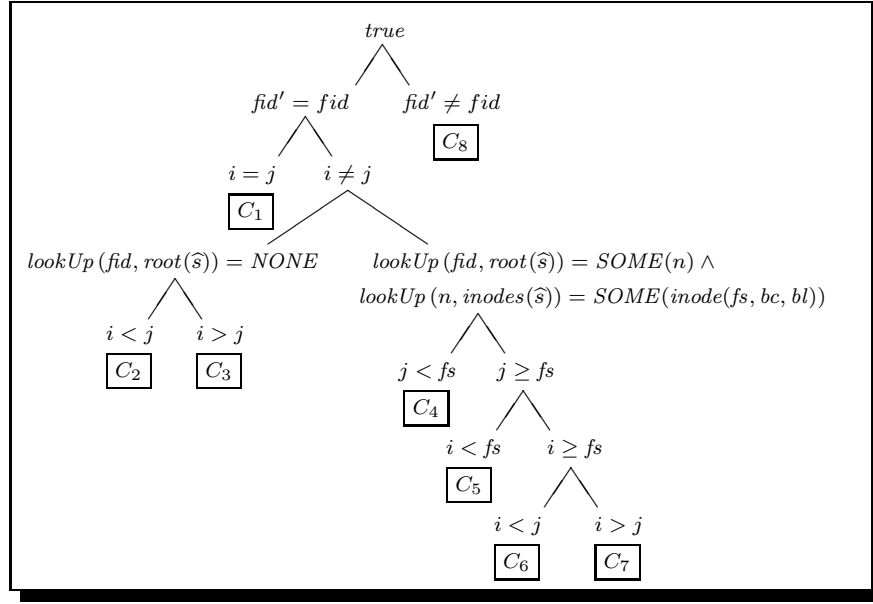 true
fid′ = fid fid′ ≠ fid
C₈
i = j i ≠ j
C₁
lookUp (fid, root(ŝ)) = NONE lookUp (fid, root(ŝ)) = SOME(n) ∧
lookUp (n, inodes(ŝ)) = SOME(inode(fs, bc, bl))
i < j i > j
C₂ C₃
j < fs j ≥ fs
C₄
i < fs i ≥ fs
C₅
i < j i > j
C₆ C₇